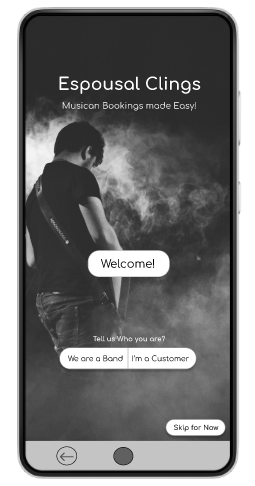 Espousal Clings
Musican Bookings made Easy!
Welcome!
Tell us Who you are?
We are a Band I'm a Customer
Skip for Now